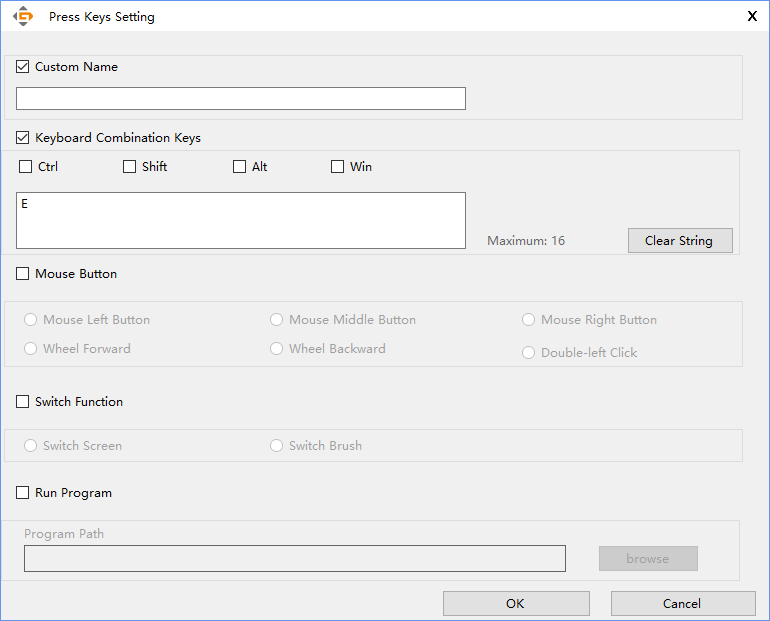 Press Keys Setting
X
Custom Name
Keyboard Combination Keys
Ctrl Shift Alt Win
E
Maximum: 16 Clear String
Mouse Button
Mouse Left Button Mouse Middle Button Mouse Right Button
Wheel Forward Wheel Backward Double-left Click
Switch Function
Switch Screen Switch Brush
Run Program
Program Path
browse
OK Cancel